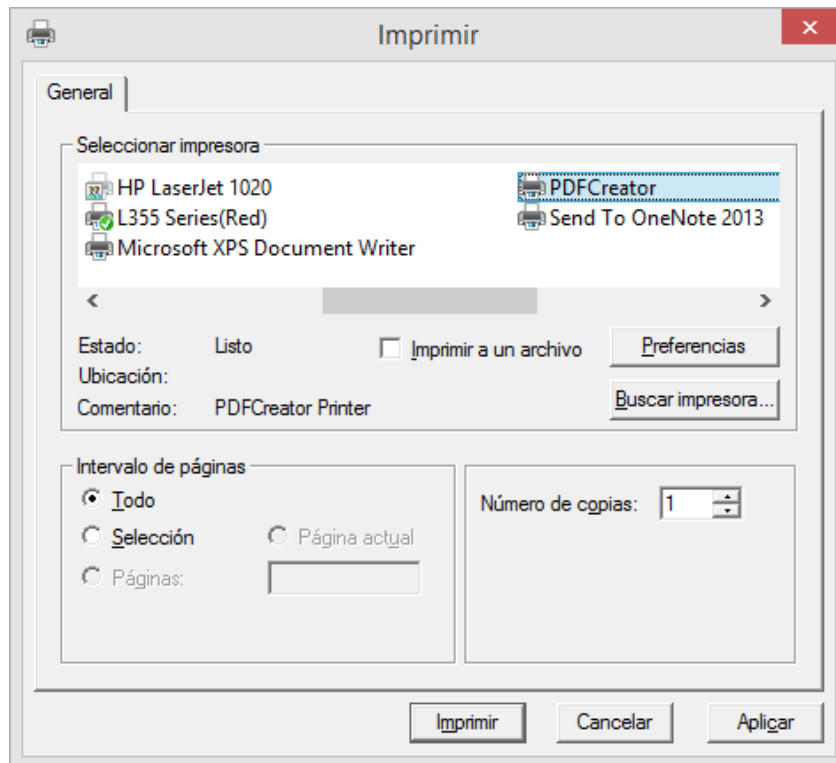 Imprimir
General
Seleccionar impresora
HP LaserJet 1020
PDFCreator
L355 Series(Red)
Send To OneNote 2013
Microsoft XPS Document Writer
Estado: Listo
Imprimir a un archivo
Preferencias
Ubicación:
Comentario: PDFCreator Printer
Buscar impresora...
Intervalo de páginas
Todo
Selección
Página actual
Páginas:
Número de copias: 1
Imprimir
Cancelar
Aplicar